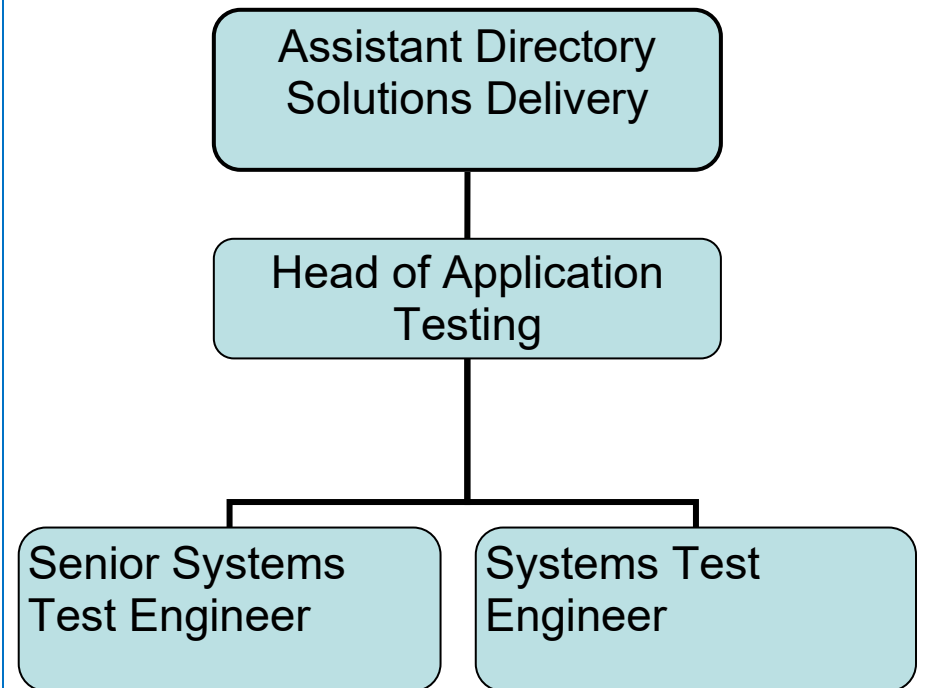 Assistant Directory
Solutions Delivery
Head of Application
Testing
Senior Systems
Test Engineer
Systems Test
Engineer